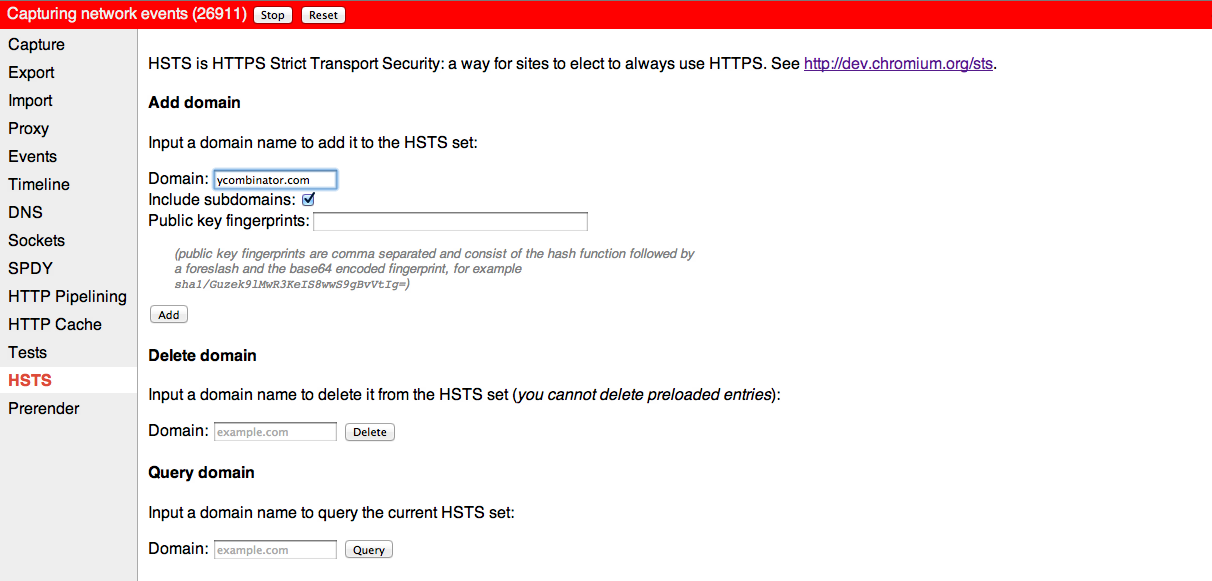 Capturing network events (26911) Stop Reset
Capture
Export
Import
Proxy
Events
Timeline
DNS
Sockets
SPDY
HTTP Pipelining
HTTP Cache
Tests
HSTS
Prerender
HSTS is HTTPS Strict Transport Security: a way for sites to elect to always use HTTPS. See http://dev.chromium.org/sts.
Add domain
Input a domain name to add it to the HSTS set:
Domain: ycombinator.com
Include subdomains:
Public key fingerprints:
(public key fingerprints are comma separated and consist of the hash function followed by
a foreslash and the base64 encoded fingerprint, for example
sha1/Guzek9lMwR3KeIS8wwS9gBvVtIg=)
Add
Delete domain
Input a domain name to delete it from the HSTS set (you cannot delete preloaded entries):
Domain: example.com Delete
Query domain
Input a domain name to query the current HSTS set:
Domain: example.com Query